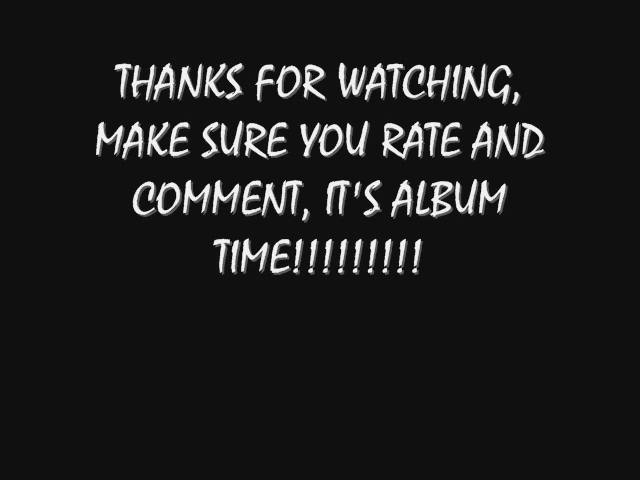 THANKS FOR WATCHING,
MAKE SURE YOU RATE AND
COMMENT, IT'S ALBUM
TIME!!!!!!!!!